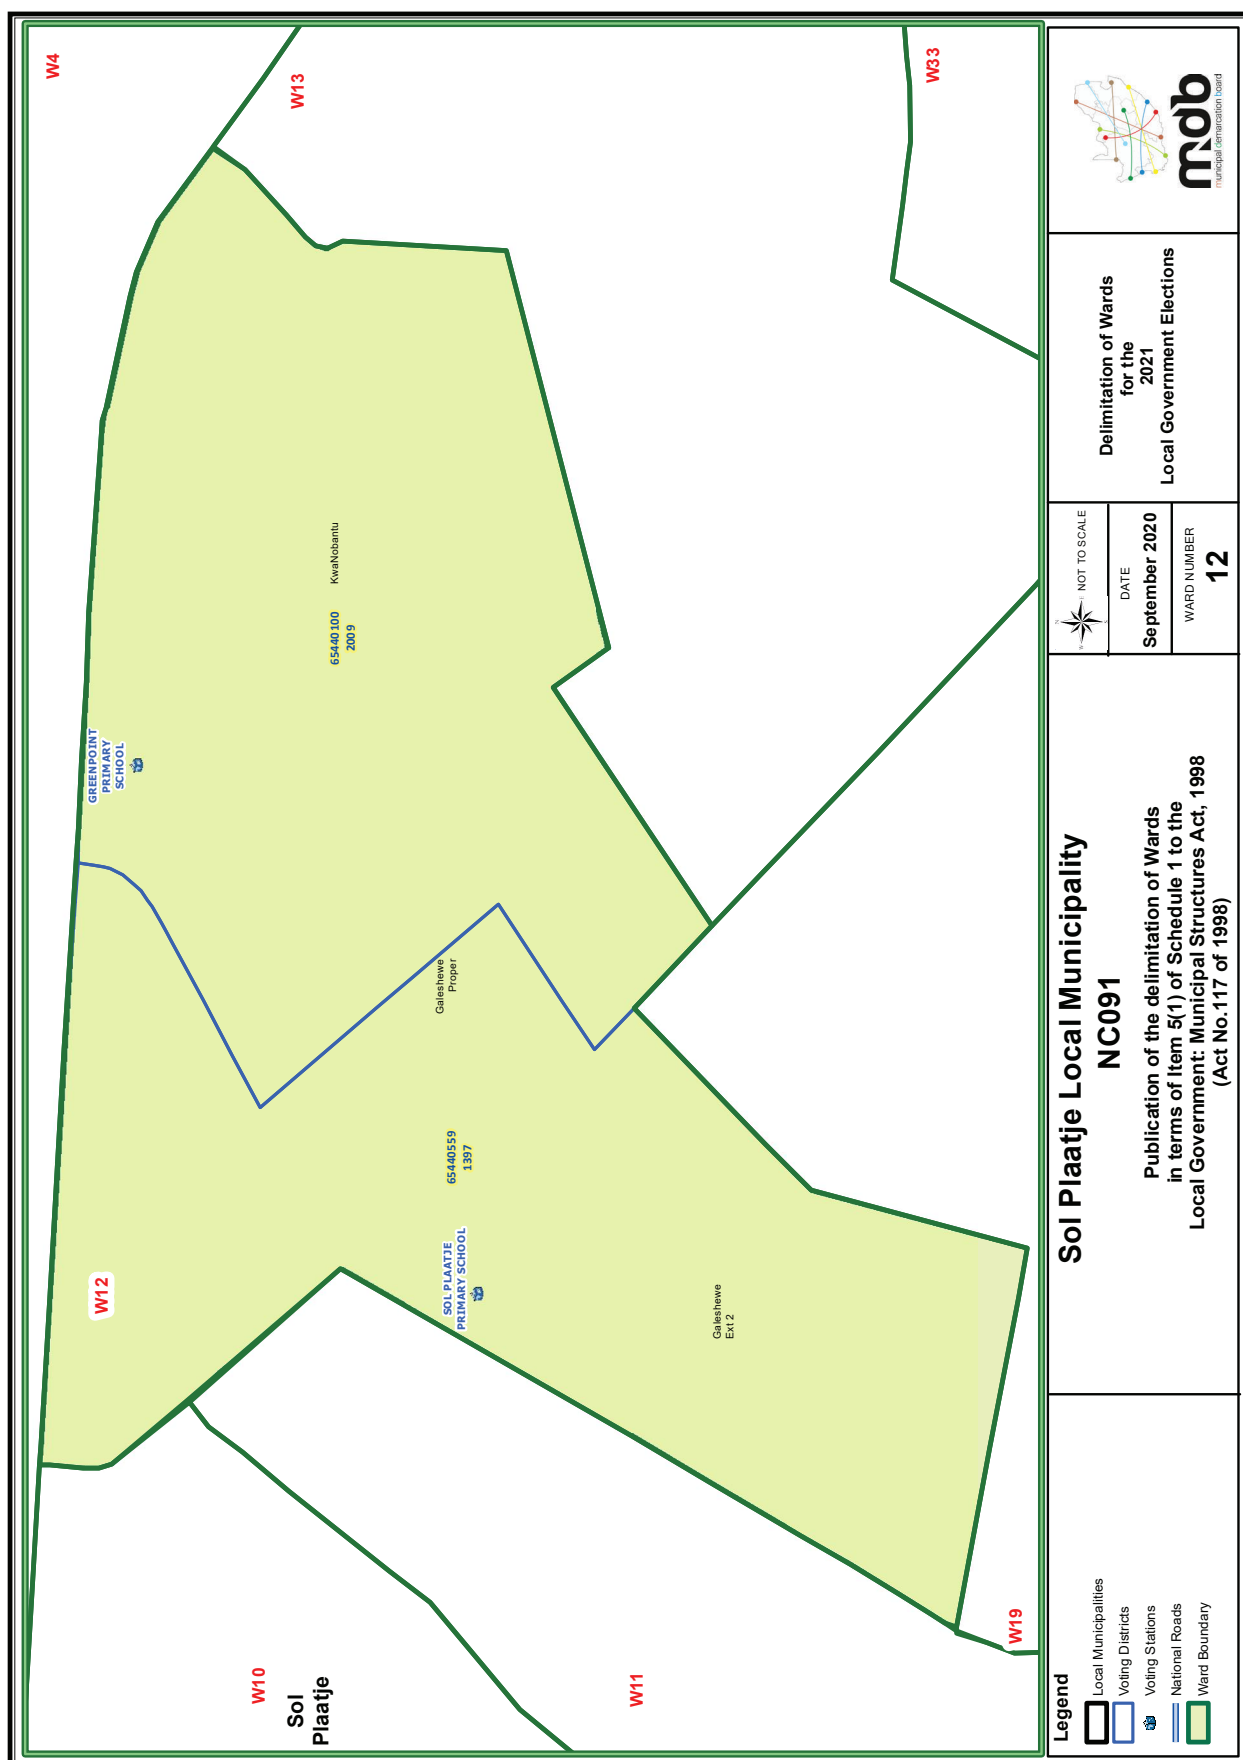 W4
W13
W33
W12
W10
W11
W19
Sol
Plaatje
GREENPOINT
PRIMARY
SCHOOL
65440100
2009
KwaNobantu
Galeshewe
Proper
65440559
1397
SOL PLAATJE
PRIMARY SCHOOL
Galeshewe
Ext 2
Legend
Local Municipalities
Voting Districts
Voting Stations
National Roads
Ward Boundary
Sol Plaatje Local Municipality
NC091
Publication of the delimitation of Wards
in terms of Item 5(1) of Schedule 1 to the
Local Government: Municipal Structures Act, 1998
(Act No.117 of 1998)
N
W
E
S
NOT TO SCALE
DATE
September 2020
WARD NUMBER
12
Delimitation of Wards
for the
2021
Local Government Elections
mdb
municipal demarcation board